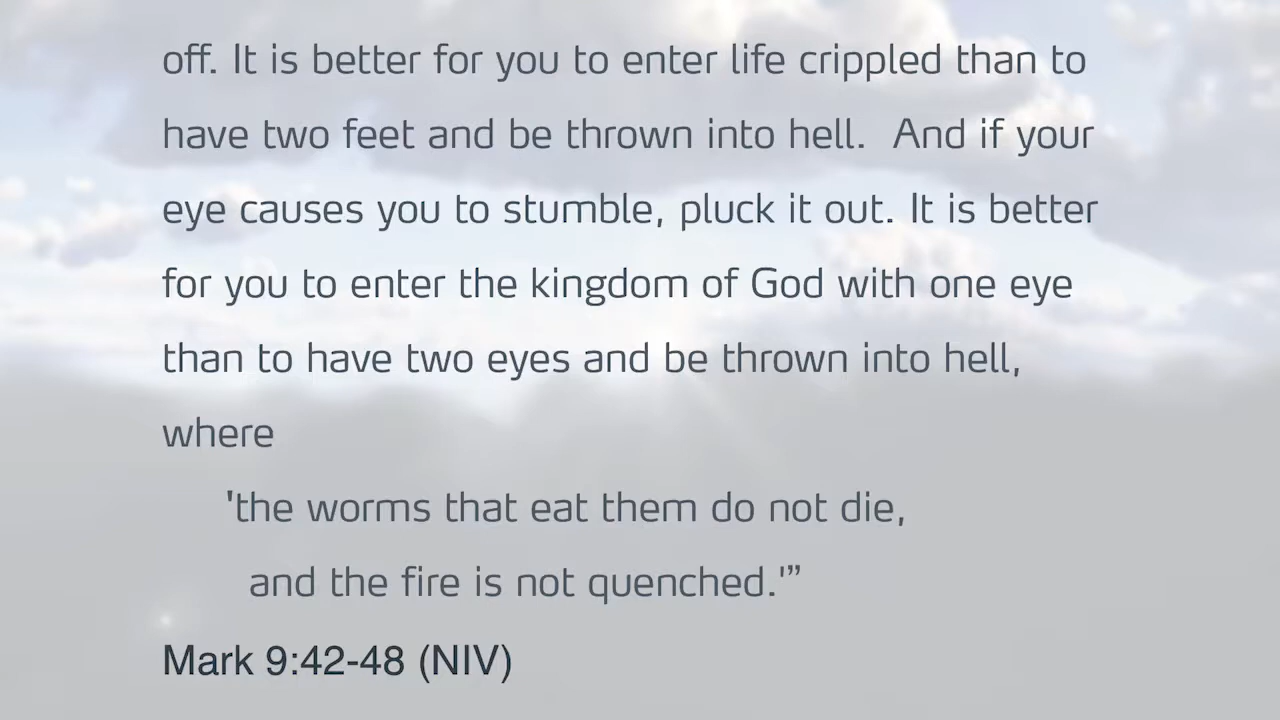 off. It is better for you to enter life crippled than to
have two feet and be thrown into hell.  And if your
eye causes you to stumble, pluck it out. It is better
for you to enter the kingdom of God with one eye
than to have two eyes and be thrown into hell,
where
'the worms that eat them do not die,
and the fire is not quenched.'”
Mark 9:42-48 (NIV)